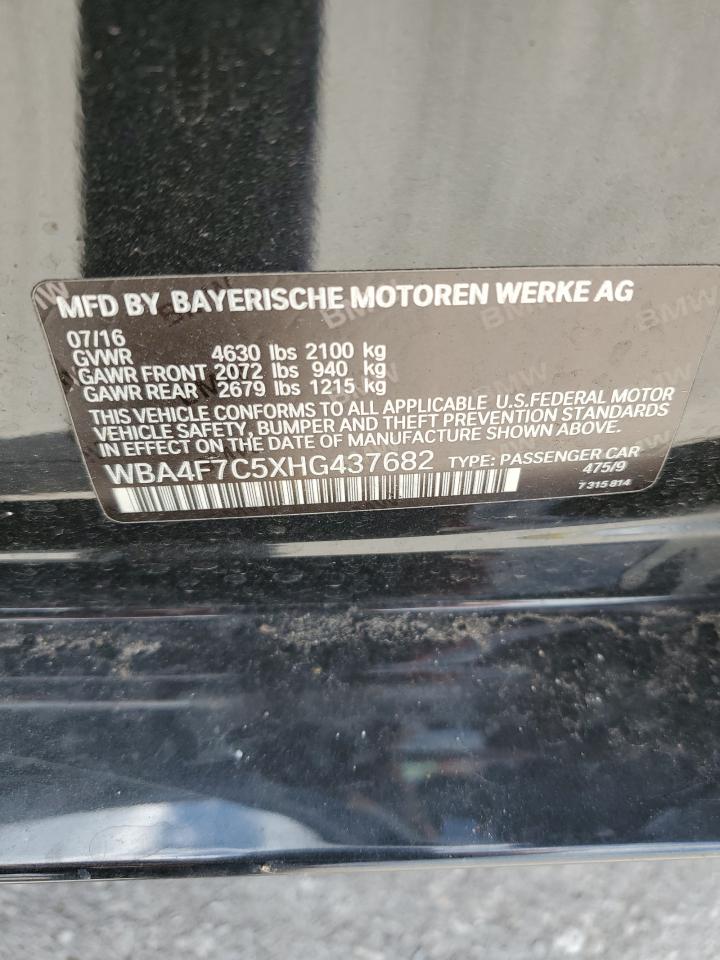 MFD BY BAYERISCHE MOTOREN WERKE AG
07/16
GVWR 4630 lbs 2100 kg
GAWR FRONT 2072 lbs 940 kg
GAWR REAR 2679 lbs 1215 kg
THIS VEHICLE CONFORMS TO ALL APPLICABLE U.S.FEDERAL MOTOR
VEHICLE SAFETY, BUMPER AND THEFT PREVENTION STANDARDS
IN EFFECT ON THE DATE OF MANUFACTURE SHOWN ABOVE.
WBA4F7C5XHG437682 TYPE: PASSENGER CAR
475/9
7 315 814